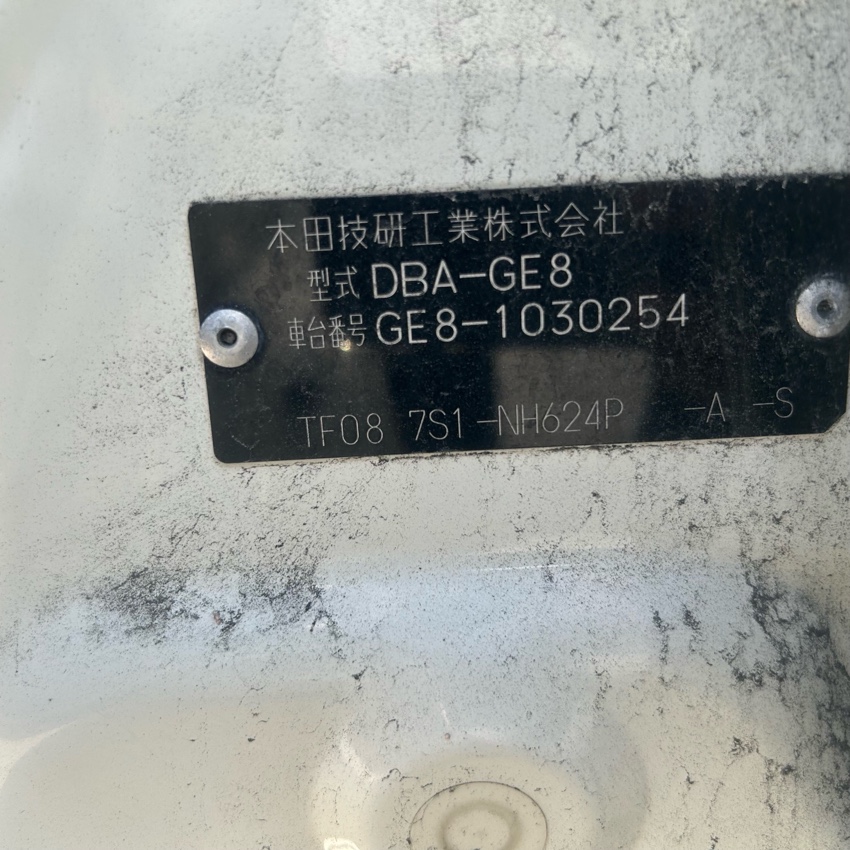 本田技研工業株式会社
型式 DBA-GE8
車台番号 GE8-1030254
TF08 7S1-NH624P -A -S